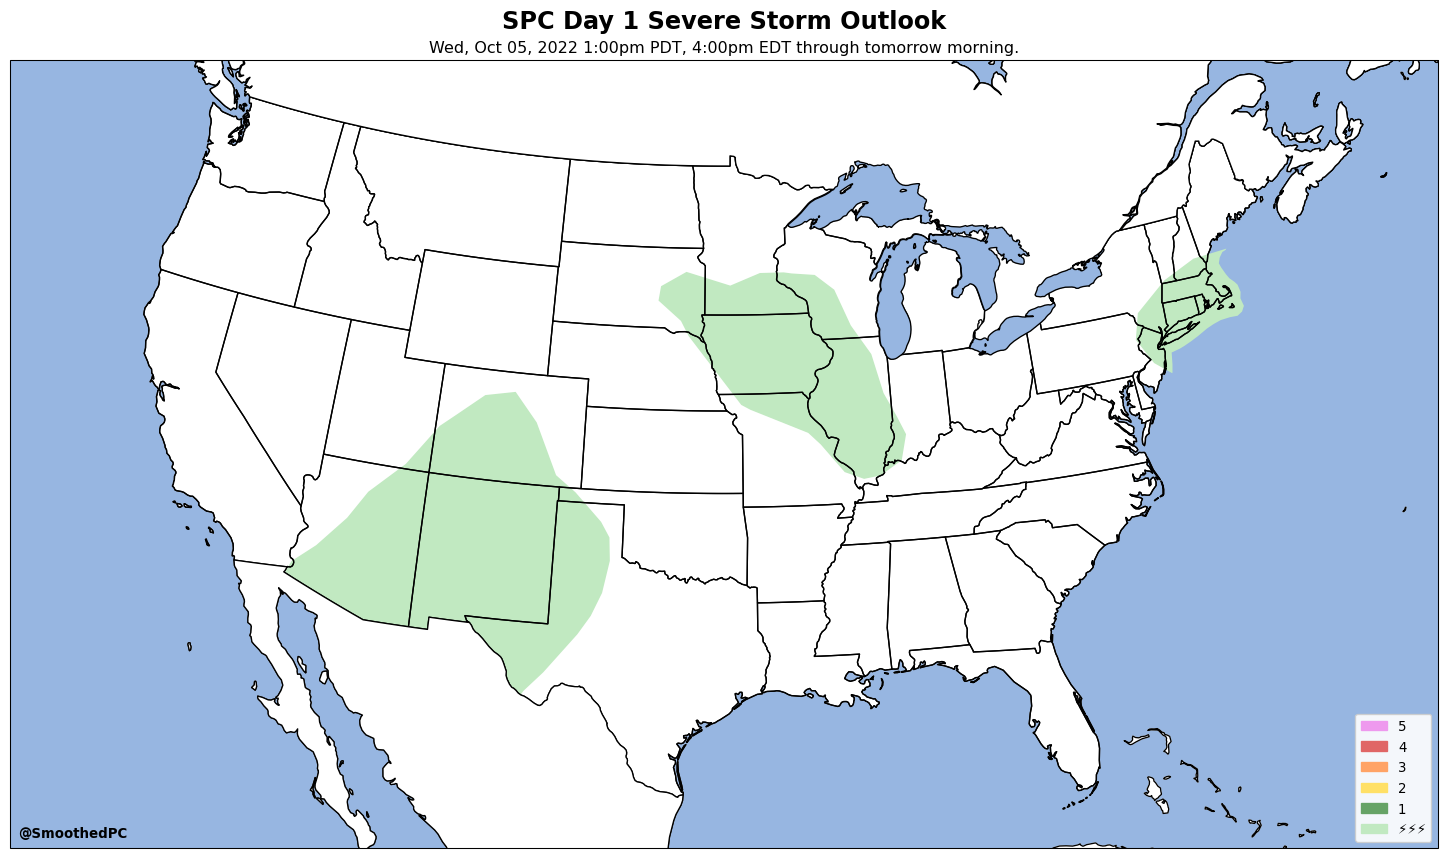 SPC Day 1 Severe Storm Outlook
Wed, Oct 05, 2022 1:00pm PDT, 4:00pm EDT through tomorrow morning.
5
4
3
2
1
⚡⚡⚡
@SmoothedPC